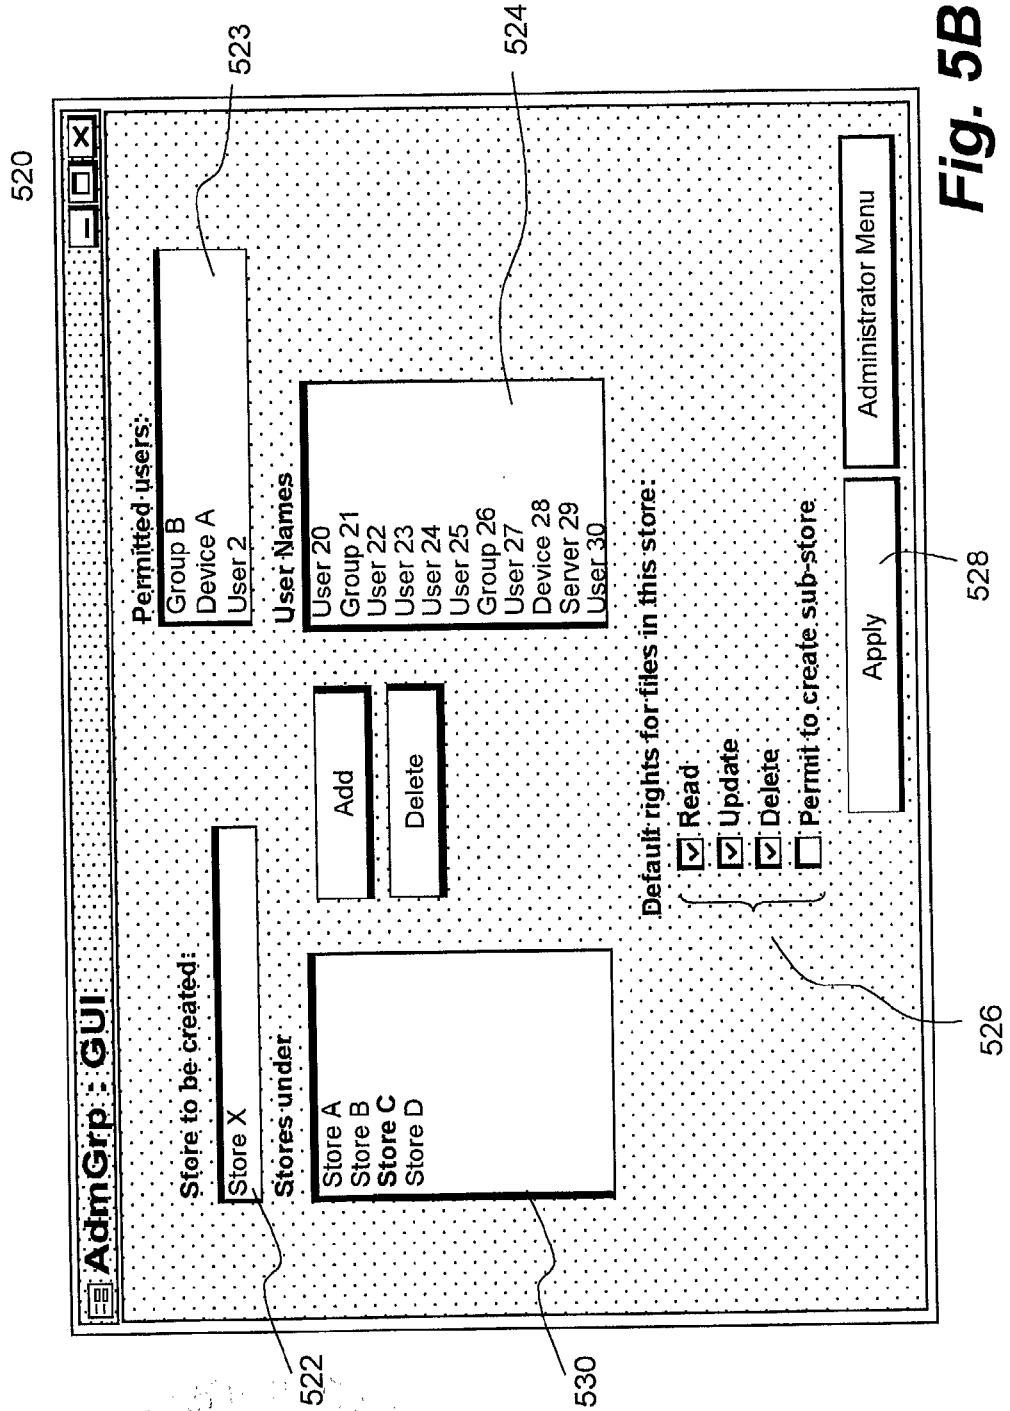 520
AdmGrp : GUI
Store to be created:
Store X
Permitted users:
Group B
Device A
User 2
523
522
Stores under
Store A
Store B
Store C
Store D
530
Add
Delete
User Names
User 20
Group 21
User 22
User 23
User 24
User 25
Group 26
User 27
Device 28
Server 29
User 30
524
Default rights for files in this store:
Read
Update
Delete
Permit to create sub-store
526
Apply
Administrator Menu
528
Fig. 5B